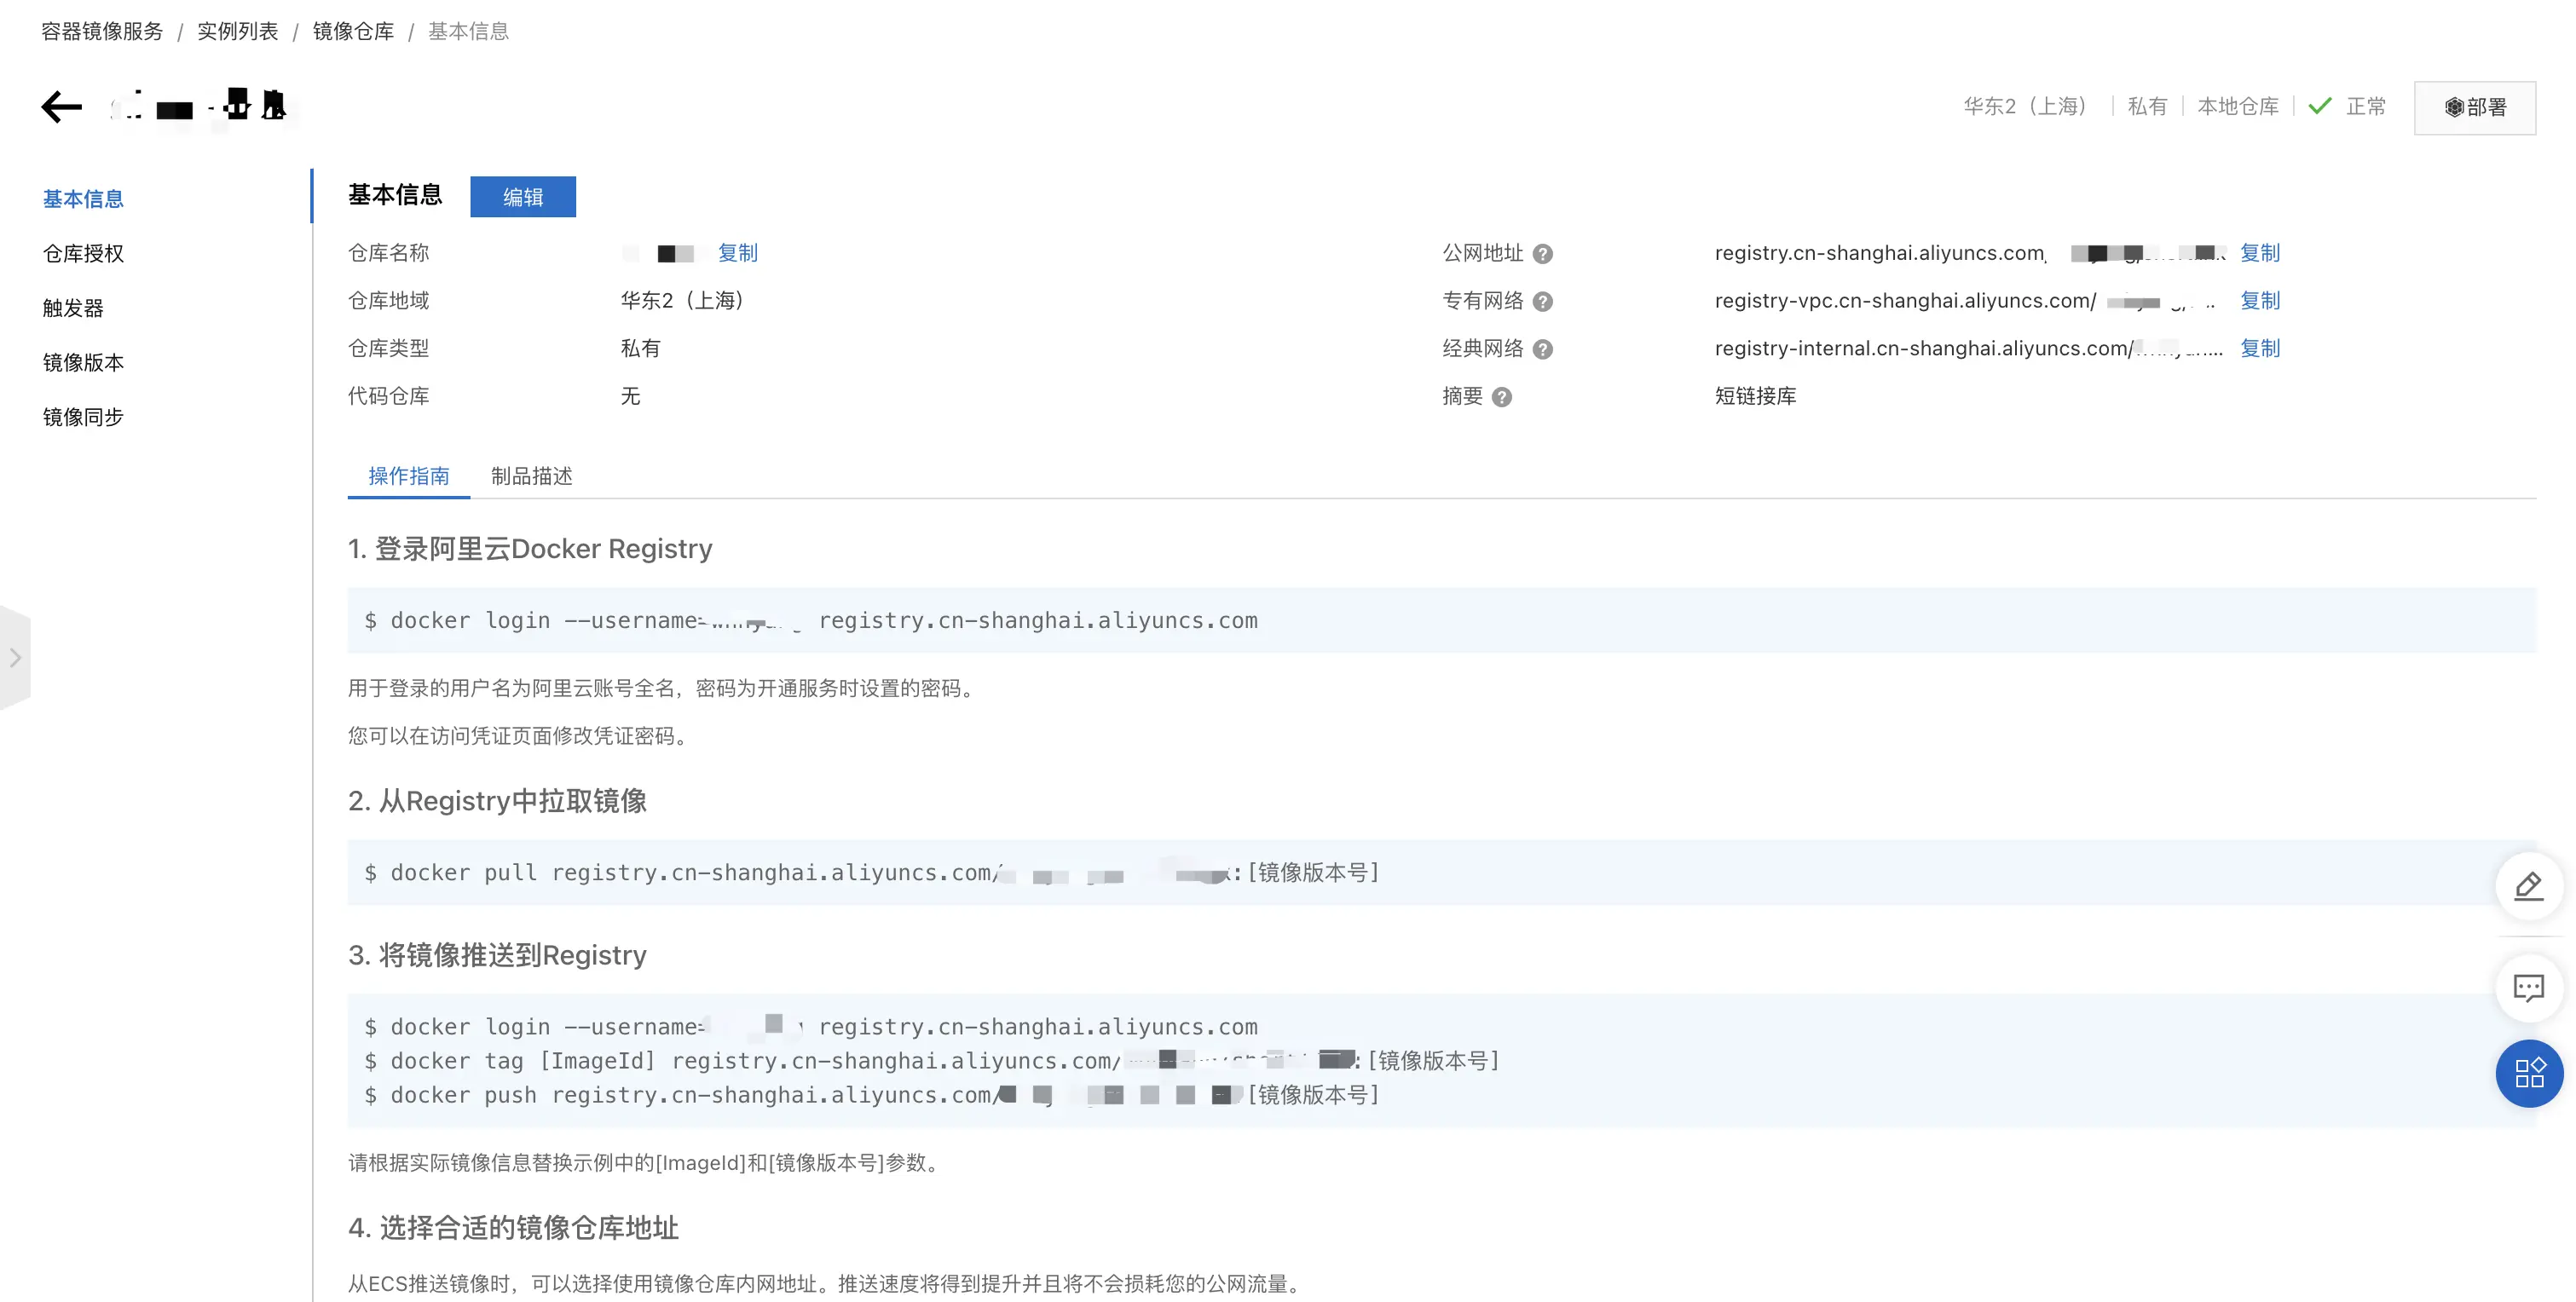 容器镜像服务 / 实例列表 / 镜像仓库 / 基本信息
华东2（上海） | 私有 | 本地仓库 | 正常 部署
基本信息
仓库授权
触发器
镜像版本
镜像同步
基本信息 编辑
仓库名称 复制
公网地址 registry.cn-shanghai.aliyuncs.com 复制
仓库地域 华东2（上海）
专有网络 registry-vpc.cn-shanghai.aliyuncs.com/ ... 复制
仓库类型 私有
经典网络 registry-internal.cn-shanghai.aliyuncs.com/ ... 复制
代码仓库 无
摘要 短链接库
操作指南 制品描述
1. 登录阿里云Docker Registry
$ docker login --username= registry.cn-shanghai.aliyuncs.com
用于登录的用户名为阿里云账号全名，密码为开通服务时设置的密码。
您可以在访问凭证页面修改凭证密码。
2. 从Registry中拉取镜像
$ docker pull registry.cn-shanghai.aliyuncs.com/ :[镜像版本号]
3. 将镜像推送到Registry
$ docker login --username= registry.cn-shanghai.aliyuncs.com
$ docker tag [ImageId] registry.cn-shanghai.aliyuncs.com/ :[镜像版本号]
$ docker push registry.cn-shanghai.aliyuncs.com/ [镜像版本号]
请根据实际镜像信息替换示例中的[ImageId]和[镜像版本号]参数。
4. 选择合适的镜像仓库地址
从ECS推送镜像时，可以选择使用镜像仓库内网地址。推送速度将得到提升并且将不会损耗您的公网流量。